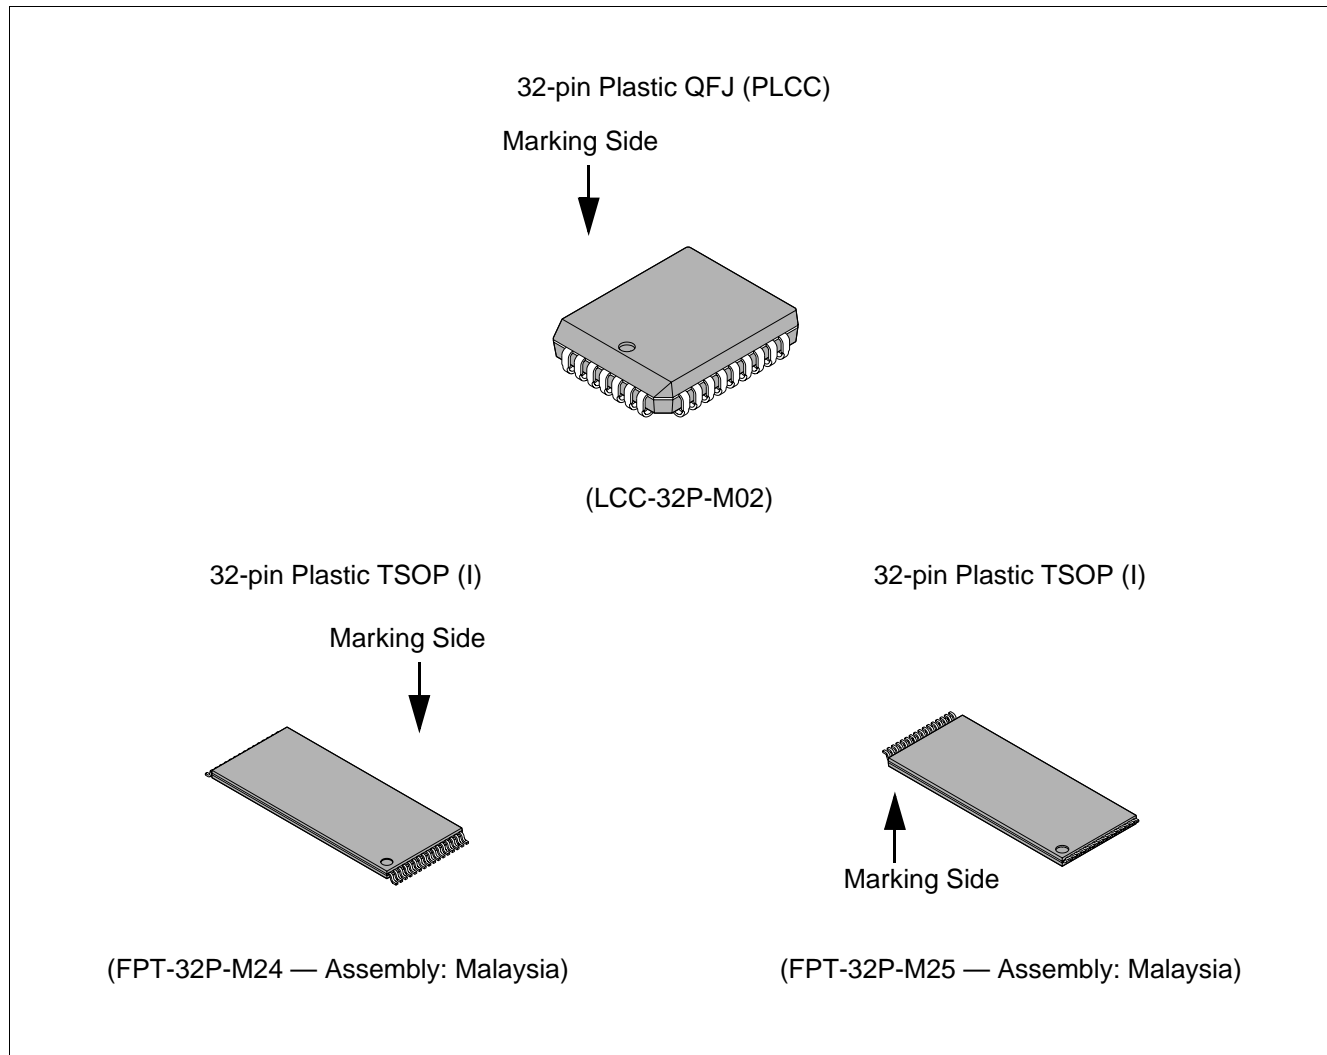 32-pin Plastic QFJ (PLCC)
Marking Side
(LCC-32P-M02)
32-pin Plastic TSOP (I)
Marking Side
(FPT-32P-M24 — Assembly: Malaysia)
32-pin Plastic TSOP (I)
Marking Side
(FPT-32P-M25 — Assembly: Malaysia)